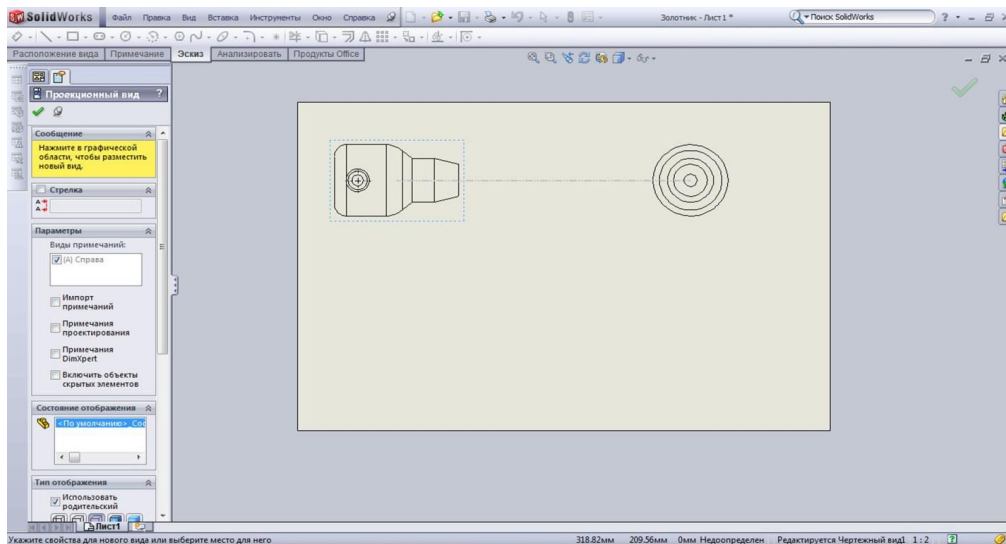 SolidWorks Файл Правка Вид Вставка Инструменты Окно Справка Золотник - Лист1 * Поиск SolidWorks
Расположение вида Примечание Эскиз Анализировать Продукты Office
Проекционный вид ?
Сообщение
Нажмите в графической
области, чтобы разместить
новый вид.
Стрелка
Параметры
Виды примечаний:
(A) Справа
Импорт
примечаний
Примечания
проектирования
Примечания
DimXpert
Включить объекты
скрытых элементов
Состояние отображения
<По умолчанию>_Сос
Тип отображения
Использовать
родительский
Лист1
Укажите свойства для нового вида или выберите место для него 318.82мм 209.56мм 0мм Недоопределен Редактируется Чертежный вид1 1 : 2